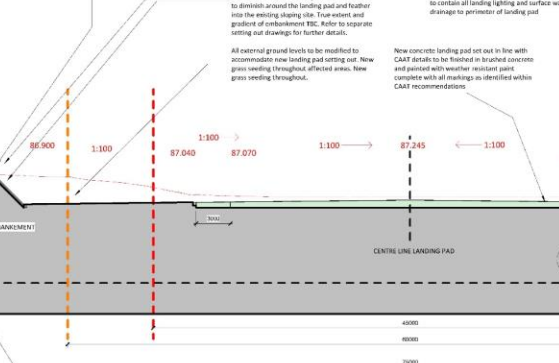 to diminish around the landing pad and feather
into the existing sloping site. True extent and
gradient of embankment TBC. Refer to separate
setting out drawings for further details.
to contain all landing lighting and surface wa
drainage to perimeter of landing pad
All external ground levels to be modified to
accommodate new landing pad setting out. New
grass seeding throughout affected areas. New
grass seeding throughout.
New concrete landing pad set out in line with
CAAT details to be finished in brushed concrete
and painted with weather resistant paint
complete with all markings as identified within
CAAT recommendations
1:100
86.900 1:100 87.040 87.070 1:100 87.245 1:100
ANKEMENT
3000
CENTRE LINE LANDING PAD
45000
60000
75000